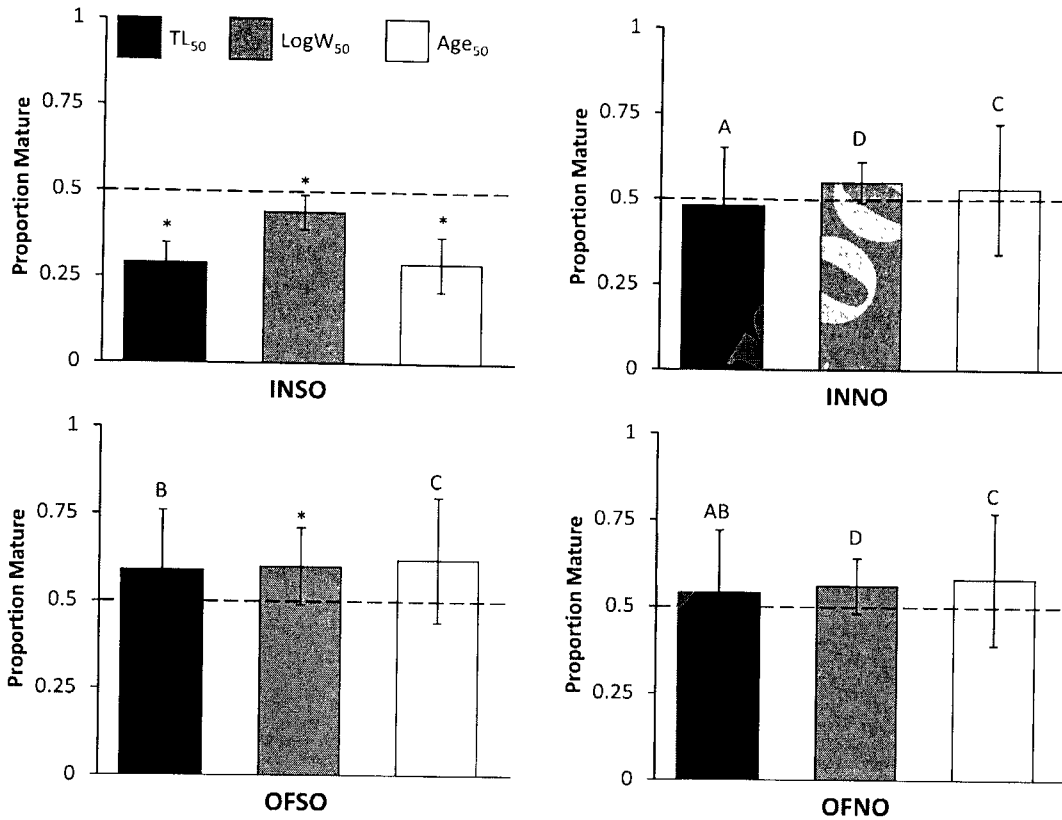 1
0.75
0.5
0.25
0
Proportion Mature
TL50
LogW50
Age50
*
*
*
INSO
1
0.75
0.5
0.25
0
Proportion Mature
A
D
C
INNO
1
0.75
0.5
0.25
0
Proportion Mature
B
*
C
OFSO
1
0.75
0.5
0.25
0
Proportion Mature
AB
D
C
OFNO